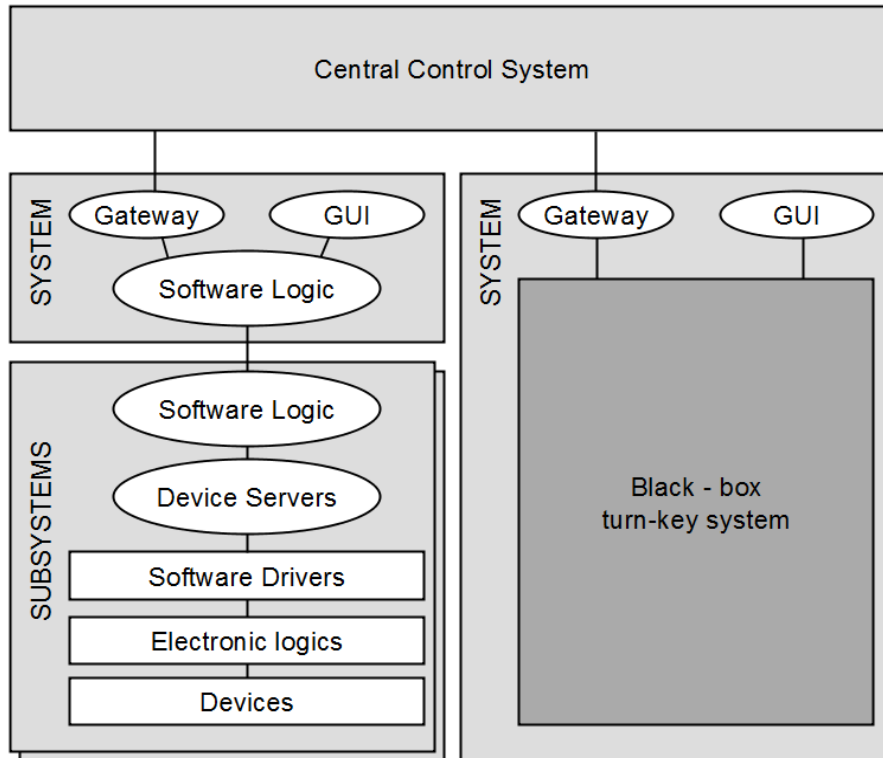 Central Control System
SYSTEM
Gateway
GUI
Software Logic
SUBSYSTEMS
Software Logic
Device Servers
Software Drivers
Electronic logics
Devices
SYSTEM
Gateway
GUI
Black - box
turn-key system